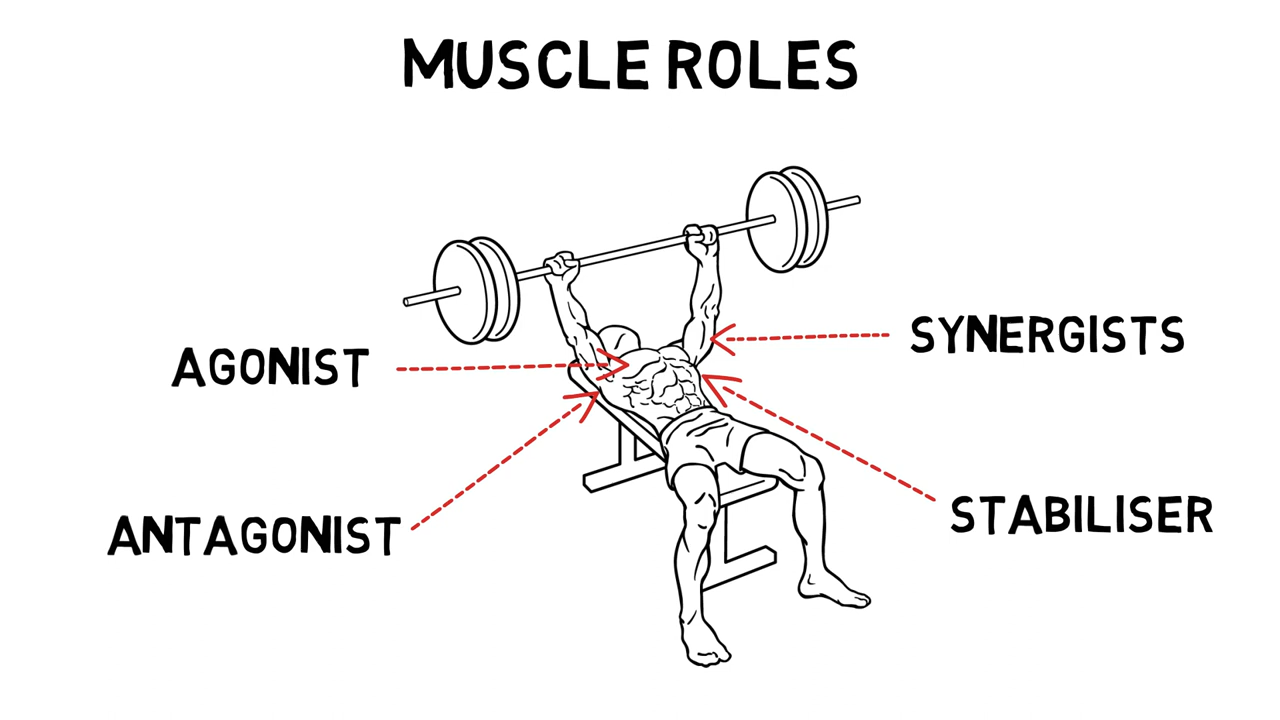 MUSCLE ROLES
AGONIST
SYNERGISTS
ANTAGONIST
STABILISER